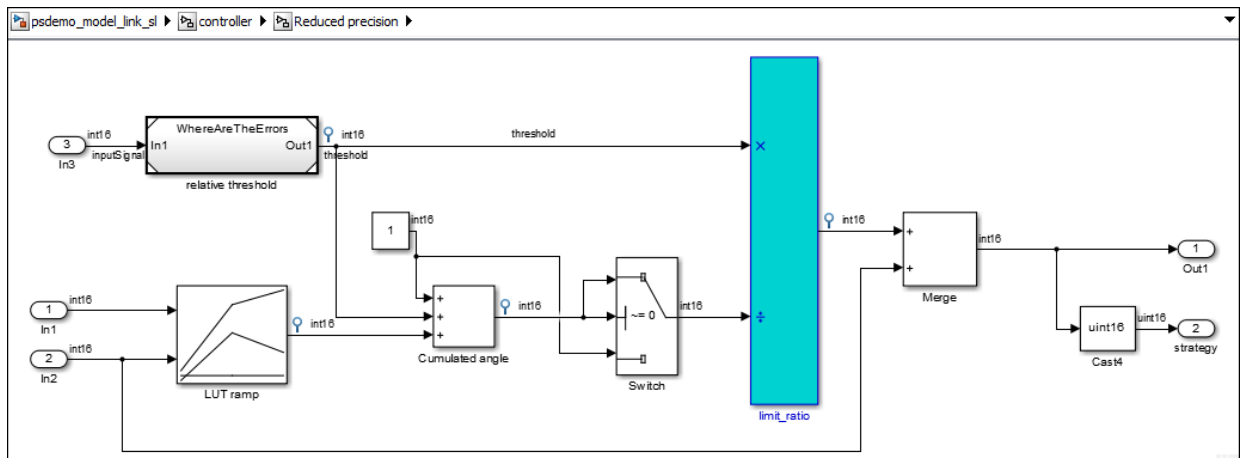 psdemo_model_link_sl controller Reduced precision
WhereAreTheErrors
3
int16
In1
Out1
int16
threshold
In3
inputSignal
threshold
relative threshold
×
1
int16
int16
+
+
int16
int16
1
In1
int16
2
In2
LUT ramp
int16
+
+
+
int16
Cumulated angle
~= 0
int16
Switch
÷
limit_ratio
Merge
1
Out1
uint16
uint16
2
Cast4
strategy